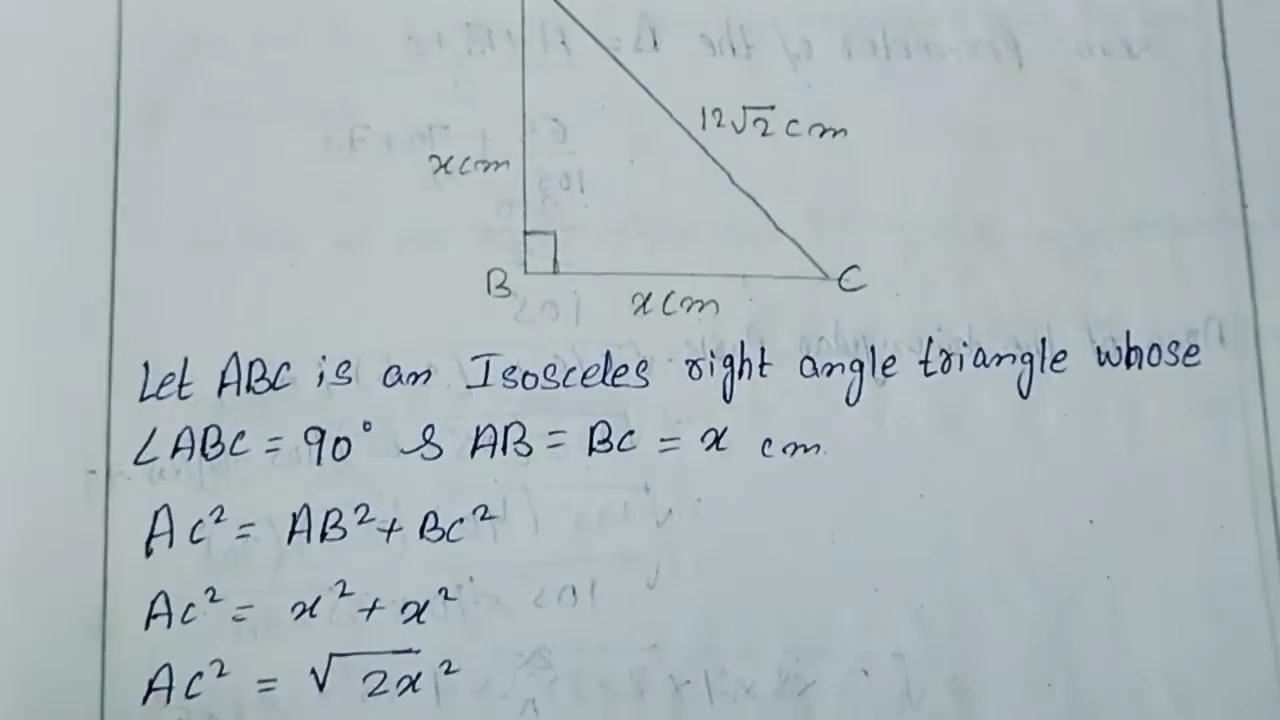 12√2 cm
x cm
B
C
x cm
Let ABC is an Isosceles right angle triangle whose
∠ABC = 90° & AB = BC = x cm
AC² = AB² + BC²
AC² = x² + x²
AC² = √2x²